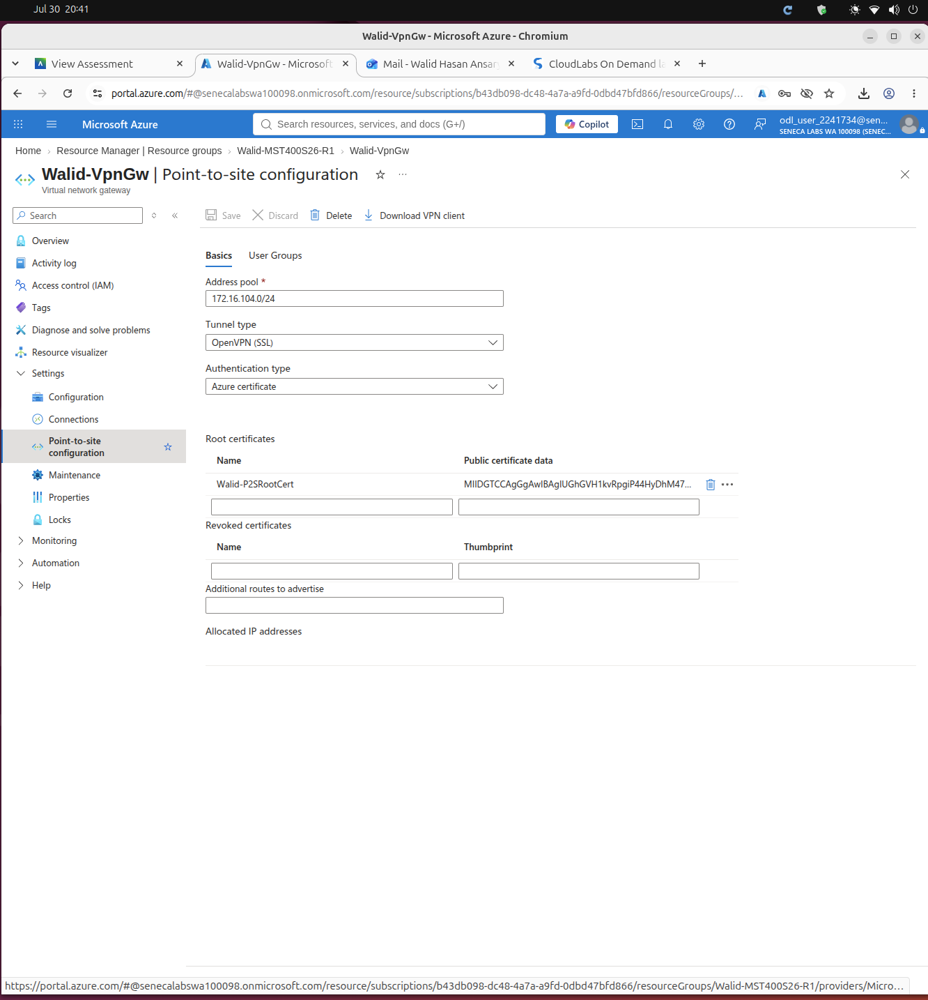 Jul 30 20:41
Walid-VpnGw - Microsoft Azure - Chromium
View Assessment
Walid-VpnGw - Microsoft
Mail - Walid Hasan Ansary
CloudLabs On Demand la
portal.azure.com/#@senecalabswa100098.onmicrosoft.com/resource/subscriptions/b43db098-dc48-4a7a-a9fd-0dbd47bfd866/resourceGroups/...
Microsoft Azure
Search resources, services, and docs (G+/)
Copilot
odl_user_2241734@sen...
SENECA LABS WA 100098 (SENEC...
Home > Resource Manager | Resource groups > Walid-MST400S26-R1 > Walid-VpnGw
Walid-VpnGw | Point-to-site configuration
Virtual network gateway
Search
Save
Discard
Delete
Download VPN client
Overview
Activity log
Access control (IAM)
Tags
Diagnose and solve problems
Resource visualizer
Settings
Configuration
Connections
Point-to-site
configuration
Maintenance
Properties
Locks
Monitoring
Automation
Help
Basics
User Groups
Address pool *
172.16.104.0/24
Tunnel type
OpenVPN (SSL)
Authentication type
Azure certificate
Root certificates
Name Public certificate data
Walid-P2SRootCert MIIDGTCCAgGgAwIBAgIUGhGVH1kvRpgiP44HyDhM47...
Revoked certificates
Name Thumbprint
Additional routes to advertise
Allocated IP addresses
https://portal.azure.com/#@senecalabswa100098.onmicrosoft.com/resource/subscriptions/b43db098-dc48-4a7a-a9fd-0dbd47bfd866/resourceGroups/Walid-MST400S26-R1/providers/Micro...